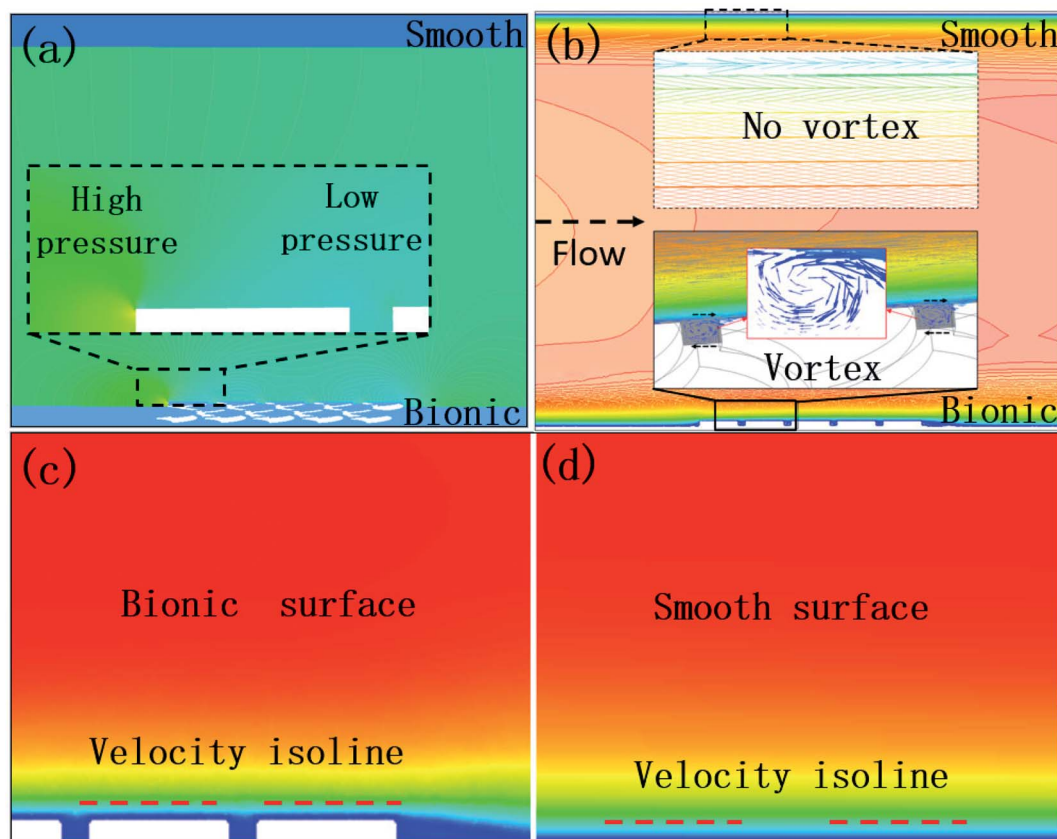 (a)
Smooth
High
pressure
Low
pressure
Bionic
(b)
Smooth
No vortex
Flow
Vortex
Bionic
(c)
Bionic surface
Velocity isoline
(d)
Smooth surface
Velocity isoline